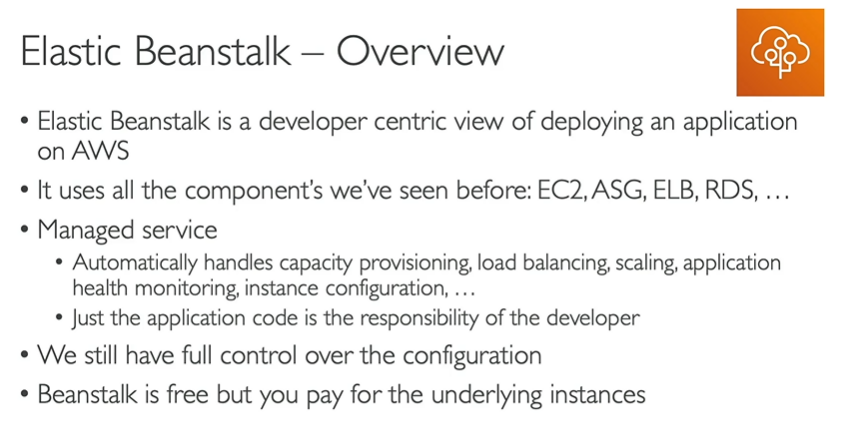 Elastic Beanstalk – Overview
• Elastic Beanstalk is a developer centric view of deploying an application
on AWS
• It uses all the component's we've seen before: EC2, ASG, ELB, RDS, …
• Managed service
• Automatically handles capacity provisioning, load balancing, scaling, application
health monitoring, instance configuration, …
• Just the application code is the responsibility of the developer
• We still have full control over the configuration
• Beanstalk is free but you pay for the underlying instances